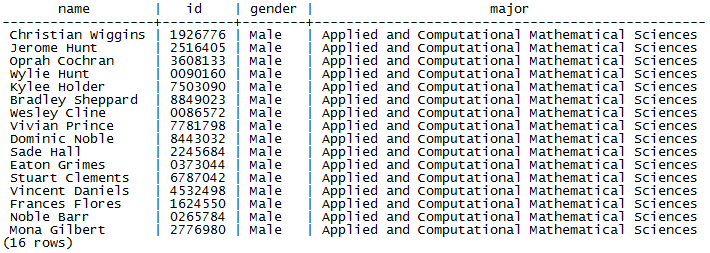 name | id | gender | major
-------------------+---------+--------+-------------------------------------------------
Christian Wiggins | 1926776 | Male | Applied and Computational Mathematical Sciences
Jerome Hunt | 2516405 | Male | Applied and Computational Mathematical Sciences
Oprah Cochran | 3608133 | Male | Applied and Computational Mathematical Sciences
Wylie Hunt | 0090160 | Male | Applied and Computational Mathematical Sciences
Kylee Holder | 7503090 | Male | Applied and Computational Mathematical Sciences
Bradley Sheppard | 8849023 | Male | Applied and Computational Mathematical Sciences
Wesley Cline | 0086572 | Male | Applied and Computational Mathematical Sciences
Vivian Prince | 7781798 | Male | Applied and Computational Mathematical Sciences
Dominic Noble | 8443032 | Male | Applied and Computational Mathematical Sciences
Sade Hall | 2245684 | Male | Applied and Computational Mathematical Sciences
Eaton Grimes | 0373044 | Male | Applied and Computational Mathematical Sciences
Stuart Clements | 6787042 | Male | Applied and Computational Mathematical Sciences
Vincent Daniels | 4532498 | Male | Applied and Computational Mathematical Sciences
Frances Flores | 1624550 | Male | Applied and Computational Mathematical Sciences
Noble Barr | 0265784 | Male | Applied and Computational Mathematical Sciences
Mona Gilbert | 2776980 | Male | Applied and Computational Mathematical Sciences
(16 rows)